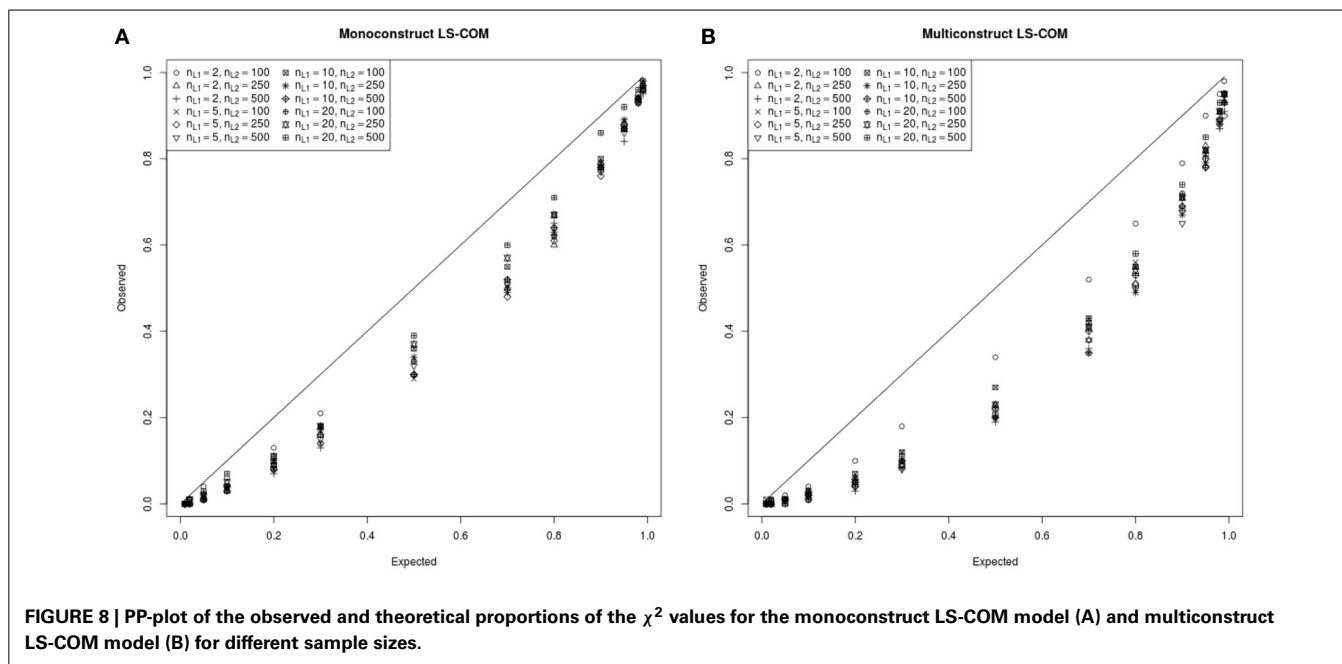 A
Monoconstruct LS-COM
n_L1 = 2, n_L2 = 100
n_L1 = 2, n_L2 = 250
n_L1 = 2, n_L2 = 500
n_L1 = 5, n_L2 = 100
n_L1 = 5, n_L2 = 250
n_L1 = 5, n_L2 = 500
n_L1 = 10, n_L2 = 100
n_L1 = 10, n_L2 = 250
n_L1 = 10, n_L2 = 500
n_L1 = 20, n_L2 = 100
n_L1 = 20, n_L2 = 250
n_L1 = 20, n_L2 = 500
Observed
1.0
0.8
0.6
0.4
0.2
0.0
0.0 0.2 0.4 0.6 0.8 1.0
Expected
B
Multiconstruct LS-COM
n_L1 = 2, n_L2 = 100
n_L1 = 2, n_L2 = 250
n_L1 = 2, n_L2 = 500
n_L1 = 5, n_L2 = 100
n_L1 = 5, n_L2 = 250
n_L1 = 5, n_L2 = 500
n_L1 = 10, n_L2 = 100
n_L1 = 10, n_L2 = 250
n_L1 = 10, n_L2 = 500
n_L1 = 20, n_L2 = 100
n_L1 = 20, n_L2 = 250
n_L1 = 20, n_L2 = 500
Observed
1.0
0.8
0.6
0.4
0.2
0.0
0.0 0.2 0.4 0.6 0.8 1.0
Expected
FIGURE 8 | PP-plot of the observed and theoretical proportions of the χ² values for the monoconstruct LS-COM model (A) and multiconstruct
LS-COM model (B) for different sample sizes.